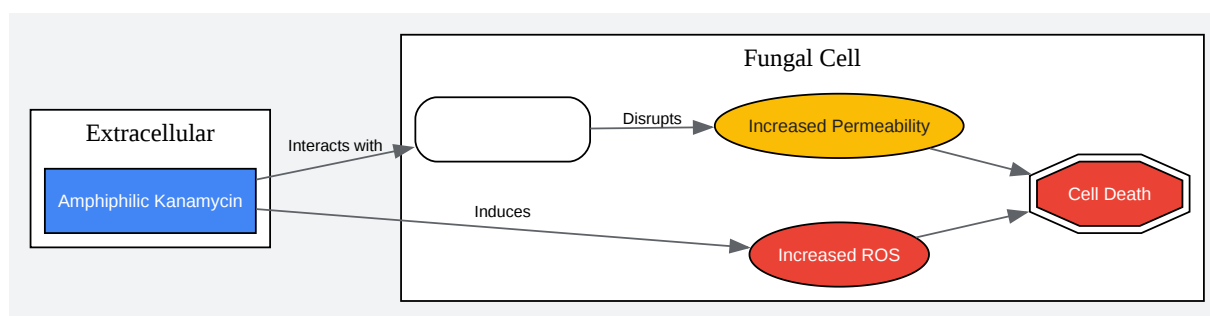 Fungal Cell
Extracellular
Amphiphilic Kanamycin
Interacts with
Disrupts
Increased Permeability
Induces
Increased ROS
Cell Death